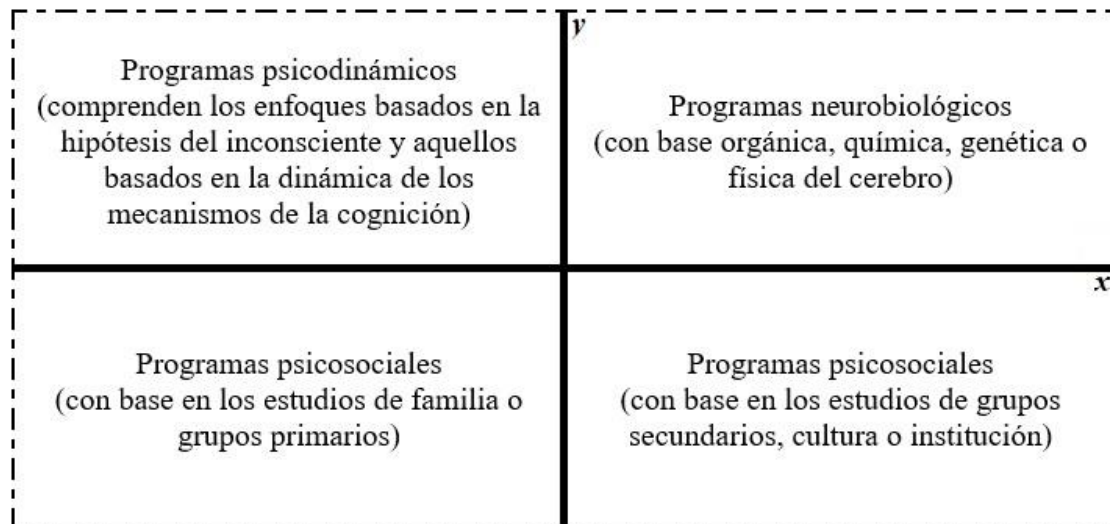 y
Programas psicodinámicos
(comprenden los enfoques basados en la
hipótesis del inconsciente y aquellos
basados en la dinámica de los
mecanismos de la cognición)
Programas neurobiológicos
(con base orgánica, química, genética o
física del cerebro)
x
Programas psicosociales
(con base en los estudios de familia o
grupos primarios)
Programas psicosociales
(con base en los estudios de grupos
secundarios, cultura o institución)